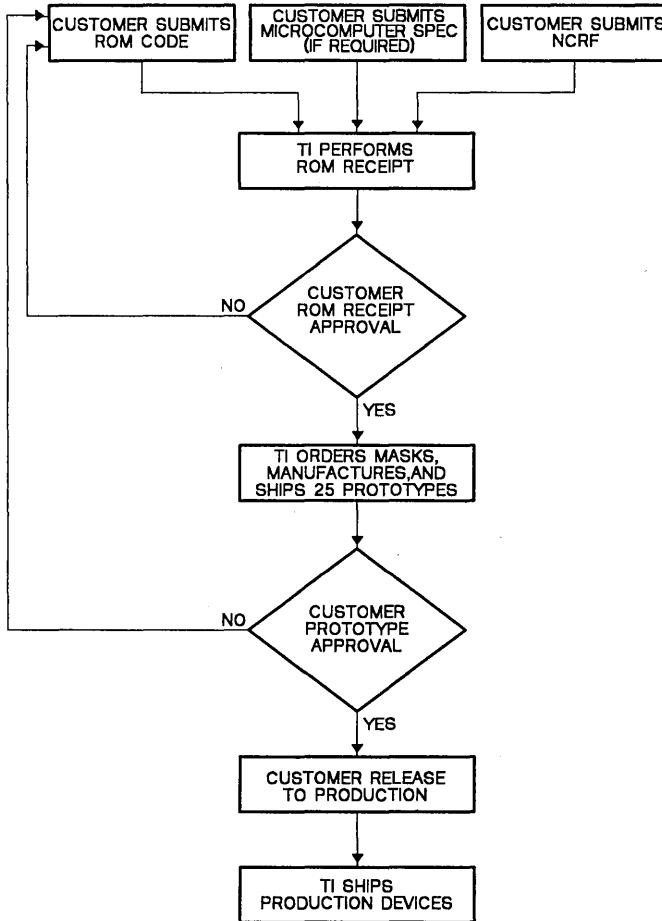 CUSTOMER SUBMITS
ROM CODE
CUSTOMER SUBMITS
MICROCOMPUTER SPEC
(IF REQUIRED)
CUSTOMER SUBMITS
NCRF
TI PERFORMS
ROM RECEIPT
CUSTOMER
ROM RECEIPT
APPROVAL
NO
YES
TI ORDERS MASKS,
MANUFACTURES,AND
SHIPS 25 PROTOTYPES
CUSTOMER
PROTOTYPE
APPROVAL
NO
YES
CUSTOMER RELEASE
TO PRODUCTION
TI SHIPS
PRODUCTION DEVICES